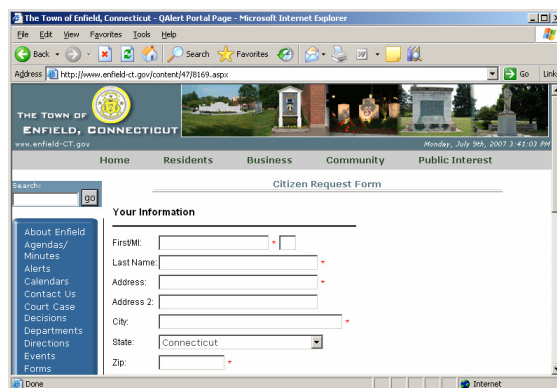 The Town of Enfield, Connecticut - QAlert Portal Page - Microsoft Internet Explorer
File Edit View Favorites Tools Help
Back Search Favorites
Address http://www.enfield-ct.gov/content/47/8169.aspx Go Links
THE TOWN OF
ENFIELD, CONNECTICUT
www.enfield-CT.gov Monday, July 9th, 2007 3:41:03 PM
Home Residents Business Community Public Interest
Search:
go
Citizen Request Form
Your Information
First/MI: *
Last Name: *
Address: *
Address 2:
City: *
State: Connecticut
Zip: *
About Enfield
Agendas/
Minutes
Alerts
Calendars
Contact Us
Court Case
Decisions
Departments
Directions
Events
Forms
Done Internet